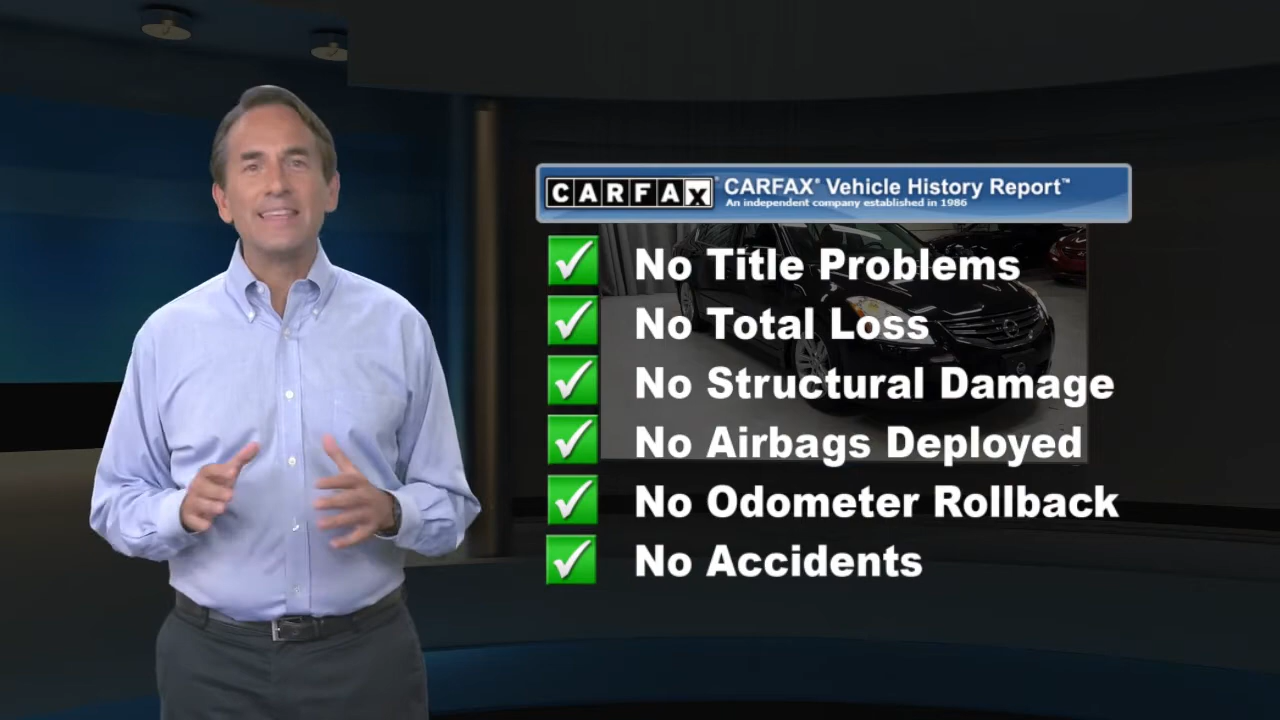 CARFAX® CARFAX® Vehicle History Report™
An independent company established in 1986
No Title Problems
No Total Loss
No Structural Damage
No Airbags Deployed
No Odometer Rollback
No Accidents